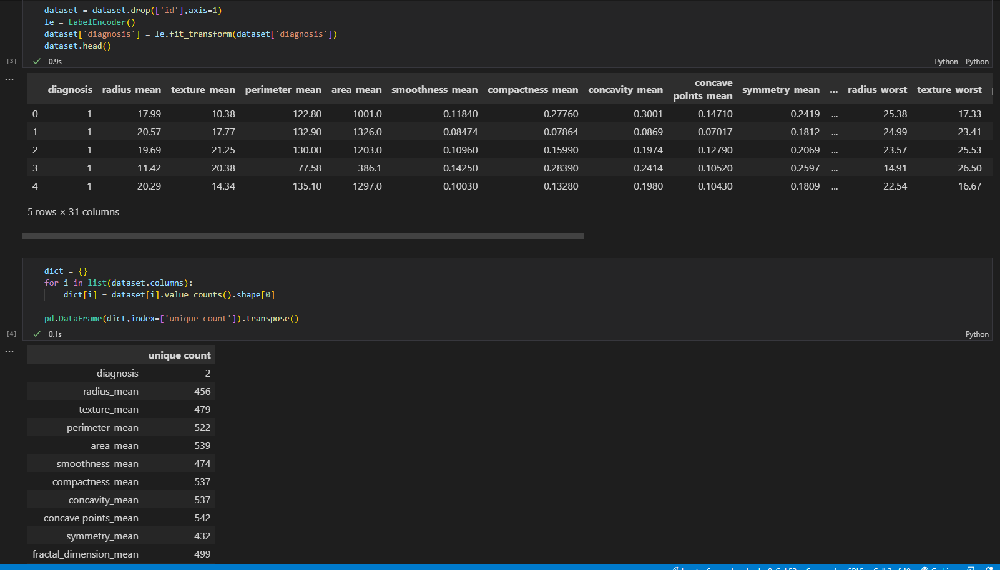 dataset = dataset.drop(['id'],axis=1)
le = LabelEncoder()
dataset['diagnosis'] = le.fit_transform(dataset['diagnosis'])
dataset.head()
[3] 0.9s Python Python
...
diagnosis radius_mean texture_mean perimeter_mean area_mean smoothness_mean compactness_mean concavity_mean concave points_mean symmetry_mean ... radius_worst texture_worst
0 1 17.99 10.38 122.80 1001.0 0.11840 0.27760 0.3001 0.14710 0.2419 ... 25.38 17.33
1 1 20.57 17.77 132.90 1326.0 0.08474 0.07864 0.0869 0.07017 0.1812 ... 24.99 23.41
2 1 19.69 21.25 130.00 1203.0 0.10960 0.15990 0.1974 0.12790 0.2069 ... 23.57 25.53
3 1 11.42 20.38 77.58 386.1 0.14250 0.28390 0.2414 0.10520 0.2597 ... 14.91 26.50
4 1 20.29 14.34 135.10 1297.0 0.10030 0.13280 0.1980 0.10430 0.1809 ... 22.54 16.67
5 rows × 31 columns
dict = {}
for i in list(dataset.columns):
dict[i] = dataset[i].value_counts().shape[0]
pd.DataFrame(dict,index=['unique count']).transpose()
[4] 0.1s Python
...
unique count
diagnosis 2
radius_mean 456
texture_mean 479
perimeter_mean 522
area_mean 539
smoothness_mean 474
compactness_mean 537
concavity_mean 537
concave points_mean 542
symmetry_mean 432
fractal_dimension_mean 499